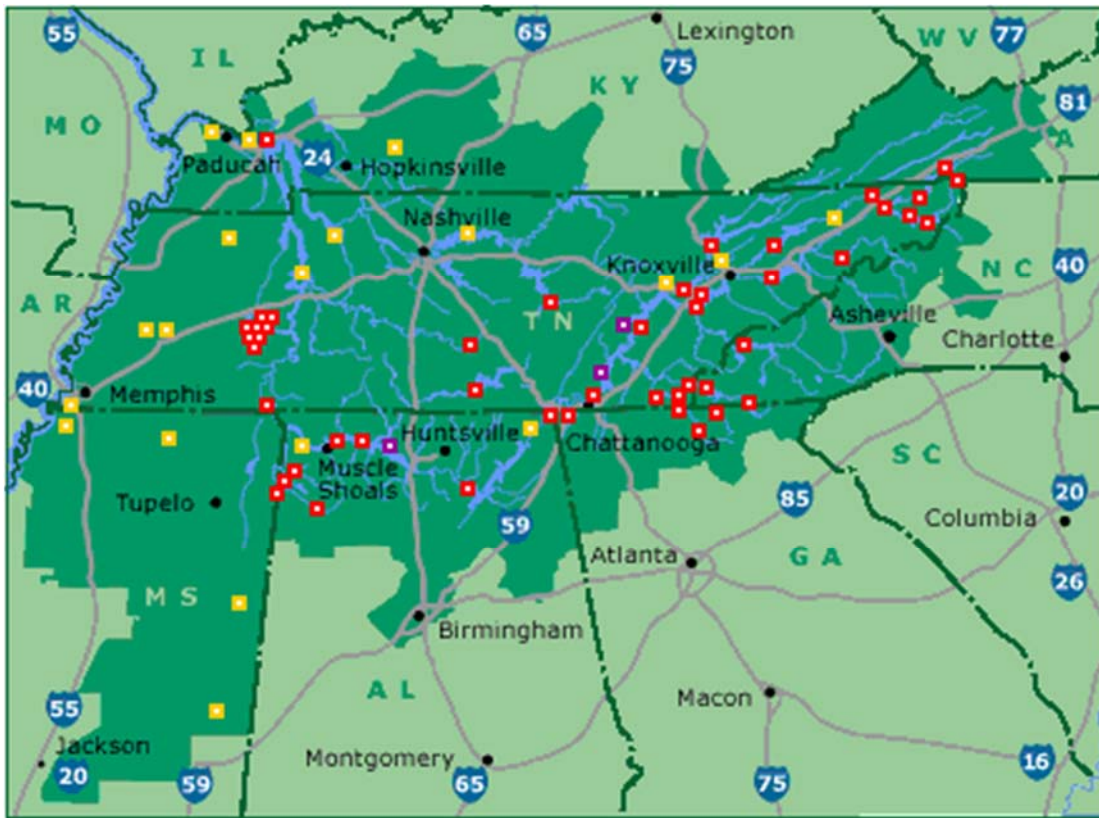 55
65
77
Lexington
W V
I L
75
K Y
81
M O
A
Paducah
24
Hopkinsville
Nashville
Knoxville
N C
40
A R
T N
Asheville
Charlotte
40
Memphis
Huntsville
Chattanooga
Muscle
Shoals
S C
Tupelo
85
20
59
Columbia
Atlanta
G A
26
M S
Birmingham
A L
55
Macon
Jackson
Montgomery
20
59
65
75
16